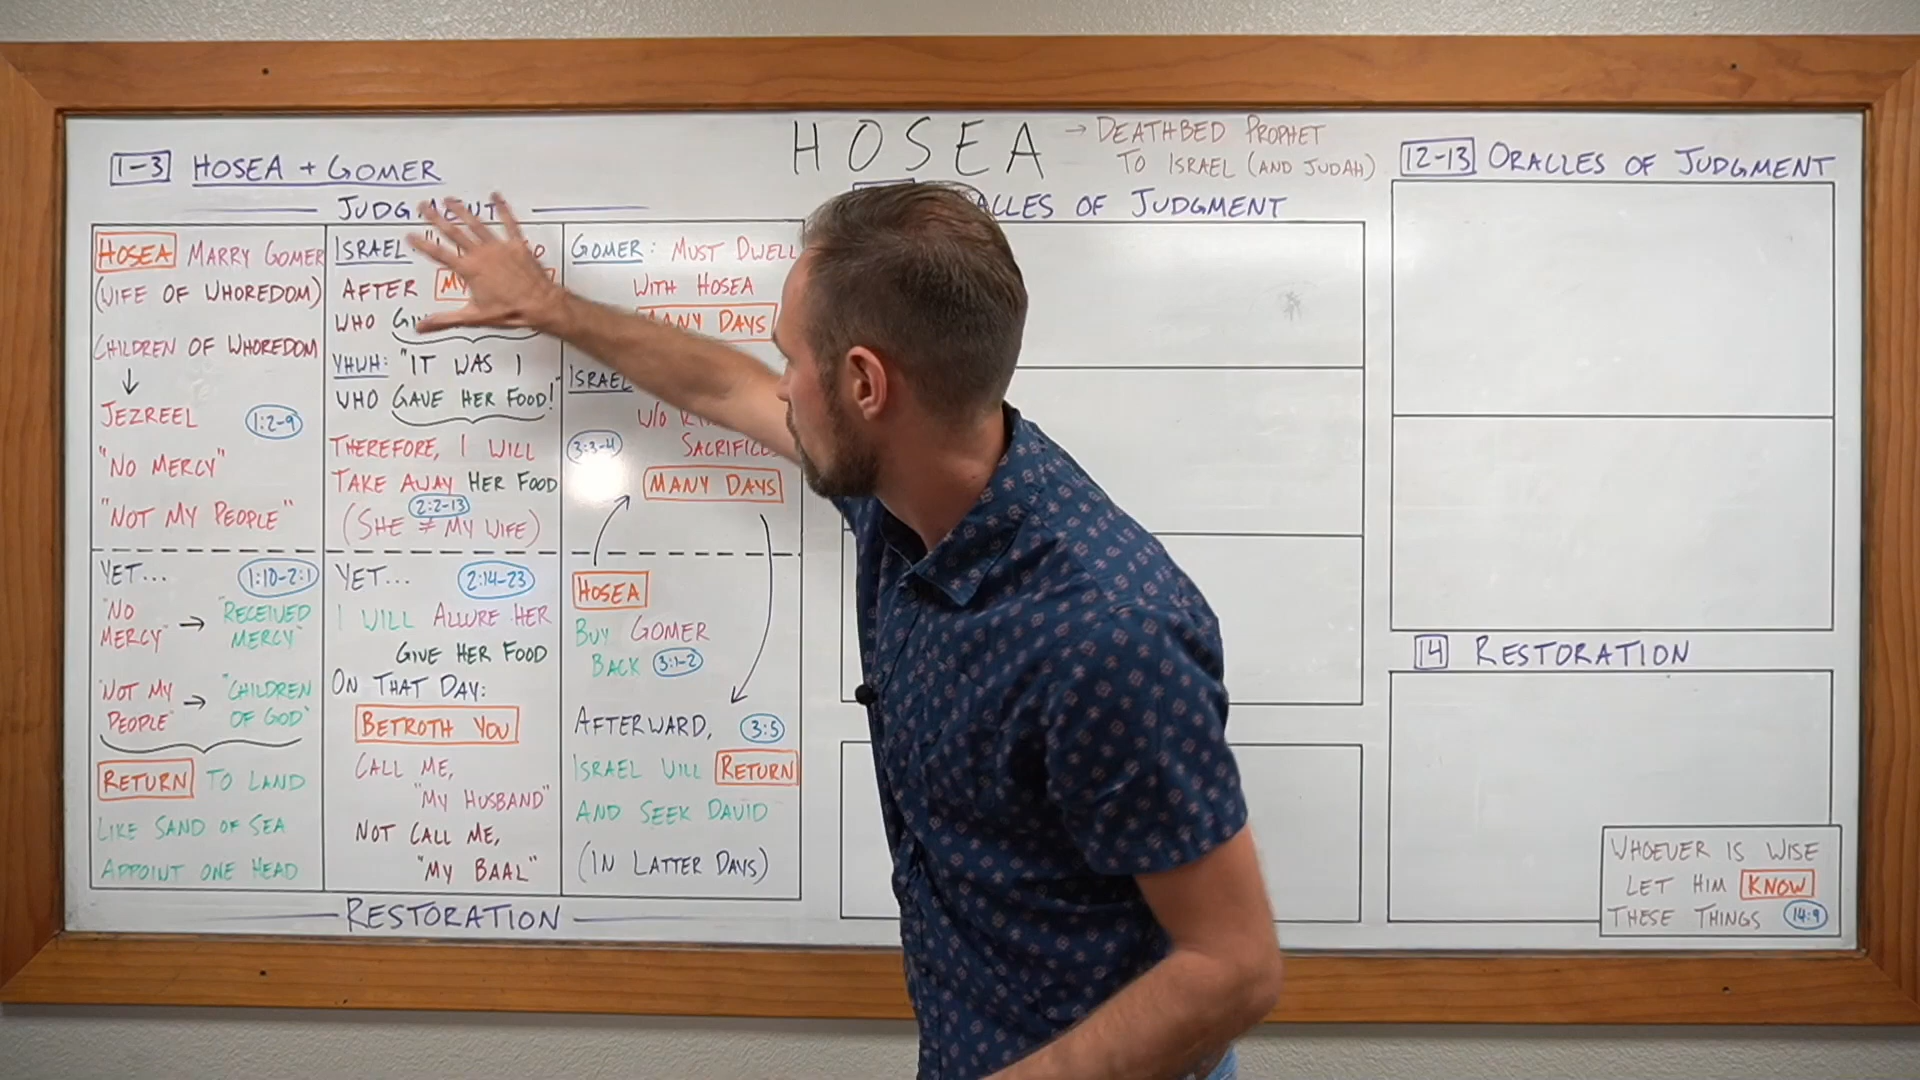 HOSEA → DEATHBED PROPHET
TO ISRAEL (AND JUDAH)
1-3 HOSEA + GOMER
JUDGMENT
HOSEA MARRY GOMER
(WIFE OF WHOREDOM)
CHILDREN OF WHOREDOM
↓
JEZREEL 1:2-9
"NO MERCY"
"NOT MY PEOPLE"
YET... 1:10-2:1
"NO MERCY" → "RECEIVED MERCY"
"NOT MY PEOPLE" → "CHILDREN OF GOD"
RETURN TO LAND
LIKE SAND OF SEA
APPOINT ONE HEAD
ISRAEL:
AFTER
WHO
YHWH: "IT WAS I
WHO GAVE HER FOOD!"
THEREFORE, I WILL
TAKE AWAY HER FOOD
2:2-13
(SHE ≠ MY WIFE)
YET... 2:14-23
I WILL ALLURE HER
GIVE HER FOOD
ON THAT DAY:
BETROTH YOU
CALL ME,
"MY HUSBAND"
NOT CALL ME,
"MY BAAL"
GOMER: MUST DWELL
WITH HOSEA
MANY DAYS
ISRAEL
W/O
3:3-4
MANY DAYS
HOSEA
BUY GOMER
BACK 3:1-2
AFTERWARD, 3:5
ISRAEL WILL RETURN
AND SEEK DAVID
(IN LATTER DAYS)
RESTORATION
OF JUDGMENT
12-13 ORACLES OF JUDGMENT
14 RESTORATION
WHOEVER IS WISE
LET HIM KNOW
THESE THINGS 14:9